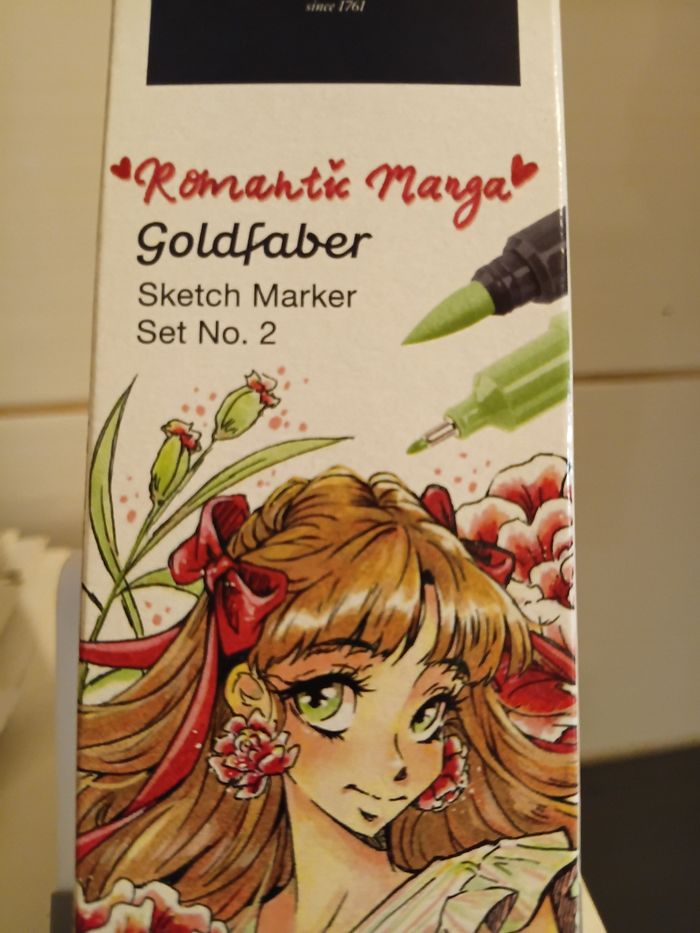 since 1761
Romantic Manga
Goldfaber
Sketch Marker
Set No. 2